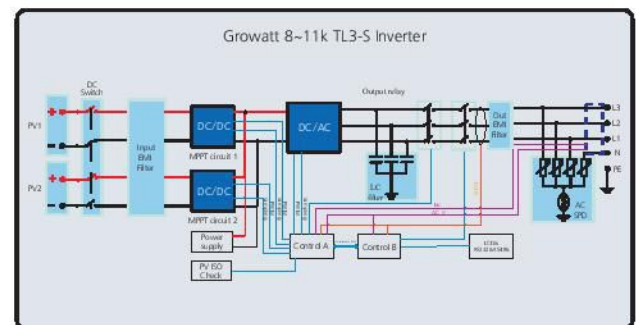 Growatt 8~11k TL3-S Inverter
DC
Switch
Output relay
PV1
PV2
Input
EMI
Filter
DC/DC
MPPT circuit 1
DC/DC
MPPT circuit 2
DC/AC
LC
filter
Out
EMI
Filter
L3
L2
L1
N
PE
AC
SPD
Power
supply
PV ISO
Check
Control A
Control B